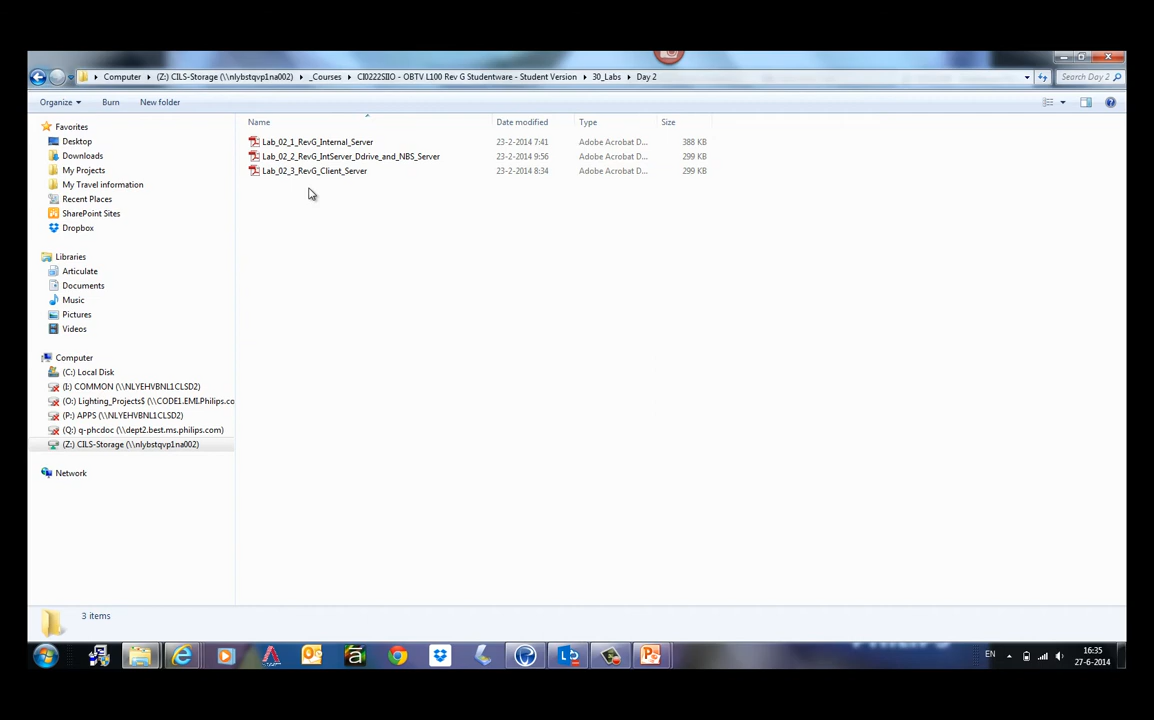 Computer ▸ (Z:) CILS-Storage (\\nlybstqvp1na002) ▸ _Courses ▸ CI0222SIIO - OBTV L100 Rev G Studentware - Student Version ▸ 30_Labs ▸ Day 2
Search Day 2
Organize Burn New folder
Name Date modified Type Size
Lab_02_1_RevG_Internal_Server 23-2-2014 7:41 Adobe Acrobat D... 388 KB
Lab_02_2_RevG_IntServer_Ddrive_and_NBS_Server 23-2-2014 9:56 Adobe Acrobat D... 299 KB
Lab_02_3_RevG_Client_Server 23-2-2014 8:34 Adobe Acrobat D... 299 KB
Favorites
Desktop
Downloads
My Projects
My Travel information
Recent Places
SharePoint Sites
Dropbox
Libraries
Articulate
Documents
Music
Pictures
Videos
Computer
(C:) Local Disk
(I:) COMMON (\\NLYEHVBNL1CLSD2)
(O:) Lighting_Projects$ (\\CODE1.EMI.Philips.co
(P:) APPS (\\NLYEHVBNL1CLSD2)
(Q:) q-phcdoc (\\dept2.best.ms.philips.com)
(Z:) CILS-Storage (\\nlybstqvp1na002)
Network
3 items
EN
16:35
27-6-2014